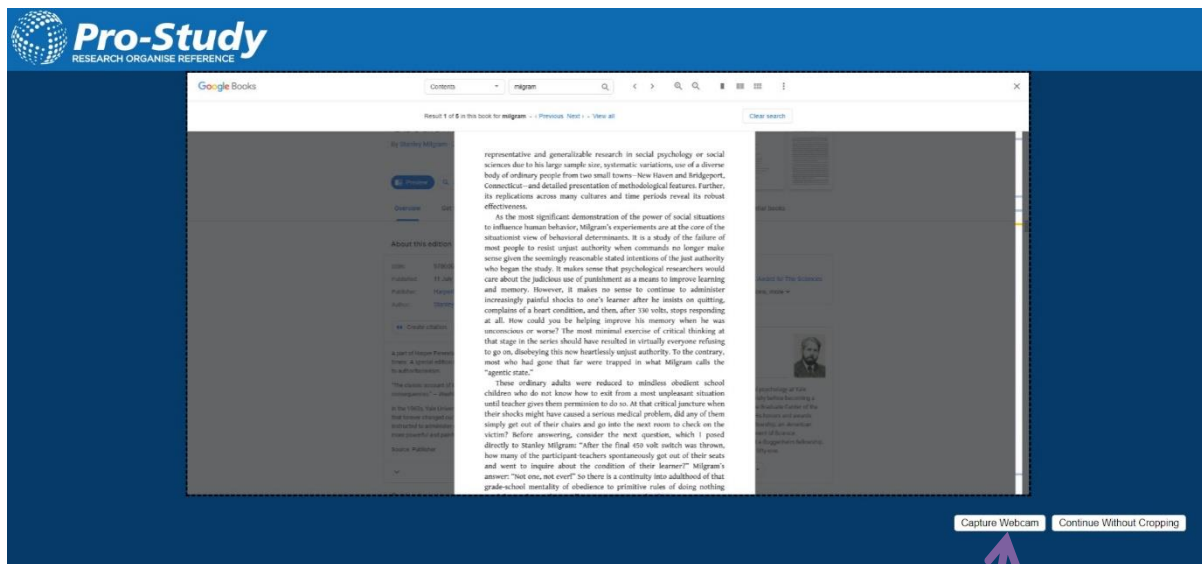 Pro-Study
RESEARCH ORGANISE REFERENCE
Google Books
Contents
milgram
Result 1 of 8 in this book for milgram - ‹ Previous Next › - View all
Clear search
By Stanley Milgram
Preview
Overview
About this edition
representative and generalizable research in social psychology or social
sciences due to his large sample size, systematic variations, use of a diverse
body of ordinary people from two small towns—New Haven and Bridgeport,
Connecticut—and detailed presentation of methodological features. Further,
its replications across many cultures and time periods reveal its robust
effectiveness.
As the most significant demonstration of the power of social situations
to influence human behavior, Milgram's experiements are at the core of the
situationist view of behavioral determinants. It is a study of the failure of
most people to resist unjust authority when commands no longer make
sense given the seemingly reasonable stated intentions of the just authority
who began the study. It makes sense that psychological researchers would
care about the judicious use of punishment as a means to improve learning
and memory. However, it makes no sense to continue to administer
increasingly painful shocks to one's learner after he insists on quitting,
complains of a heart condition, and then, after 330 volts, stops responding
at all. How could you be helping improve his memory when he was
unconscious or worse? The most minimal exercise of critical thinking at
that stage in the series should have resulted in virtually everyone refusing
to go on, disobeying this now heartlessly unjust authority. To the contrary,
most who had gone that far were trapped in what Milgram calls the
"agentic state."
These ordinary adults were reduced to mindless obedient school
children who do not know how to exit from a most unpleasant situation
until teacher gives them permission to do so. At that critical juncture when
their shocks might have caused a serious medical problem, did any of them
simply get out of their chairs and go into the next room to check on the
victim? Before answering, consider the next question, which I posed
directly to Stanley Milgram: "After the final 450 volt switch was thrown,
how many of the participant-teachers spontaneously got out of their seats
and went to inquire about the condition of their learner?" Milgram's
answer: "Not one, not ever!" So there is a continuity into adulthood of that
grade-school mentality of obedience to primitive rules of doing nothing
Create citation
Capture Webcam
Continue Without Cropping